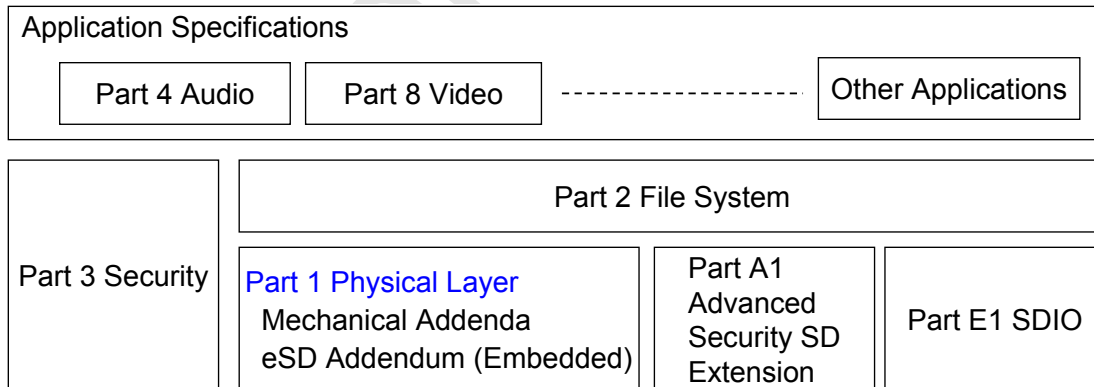 Application Specifications
Part 4 Audio
Part 8 Video
Other Applications
Part 3 Security
Part 2 File System
Part 1 Physical Layer
Mechanical Addenda
eSD Addendum (Embedded)
Part A1
Advanced
Security SD
Extension
Part E1 SDIO